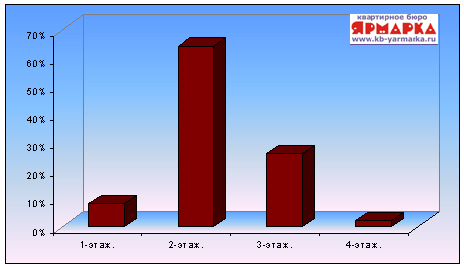 квартирное бюро
ЯРМАРКА
www.kb-yarmarka.ru
70%
60%
50%
40%
30%
20%
10%
0%
1-этаж.
2-этаж.
3-этаж.
4-этаж.